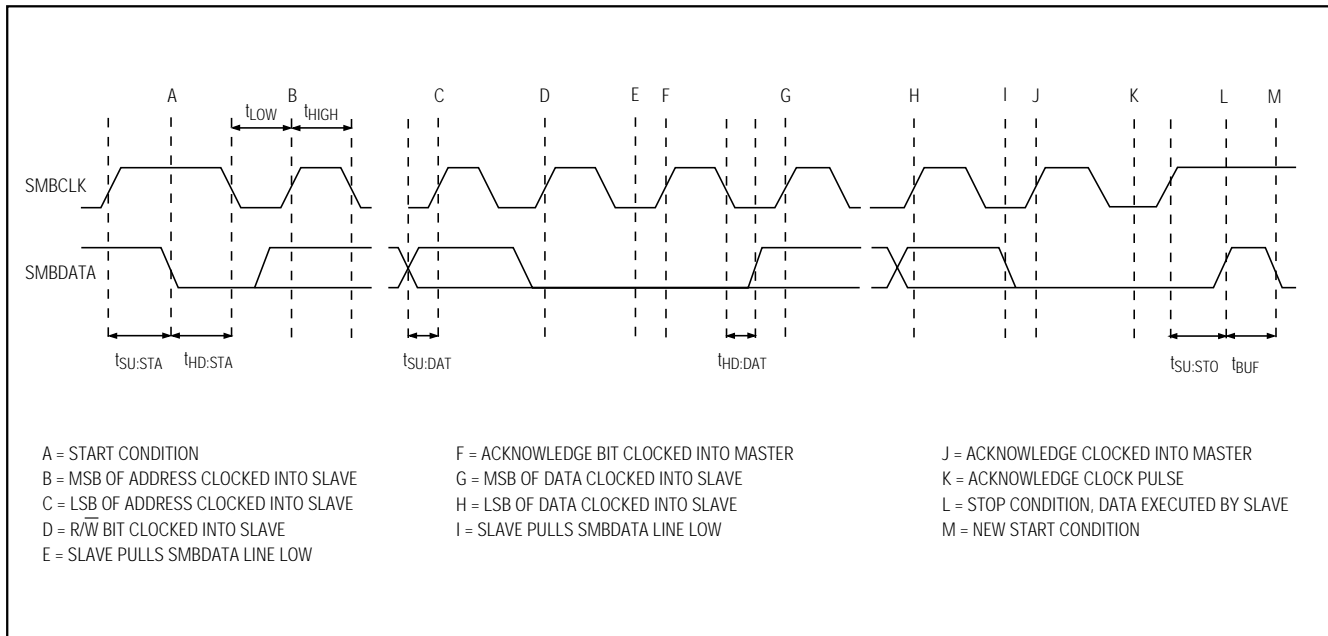 A B C D E F G H I J K L M
tLOW tHIGH
SMBCLK
SMBDATA
tSU:STA tHD:STA tSU:DAT tHD:DAT tSU:STO tBUF
A = START CONDITION
B = MSB OF ADDRESS CLOCKED INTO SLAVE
C = LSB OF ADDRESS CLOCKED INTO SLAVE
D = R/W̅ BIT CLOCKED INTO SLAVE
E = SLAVE PULLS SMBDATA LINE LOW
F = ACKNOWLEDGE BIT CLOCKED INTO MASTER
G = MSB OF DATA CLOCKED INTO SLAVE
H = LSB OF DATA CLOCKED INTO SLAVE
I = SLAVE PULLS SMBDATA LINE LOW
J = ACKNOWLEDGE CLOCKED INTO MASTER
K = ACKNOWLEDGE CLOCK PULSE
L = STOP CONDITION, DATA EXECUTED BY SLAVE
M = NEW START CONDITION